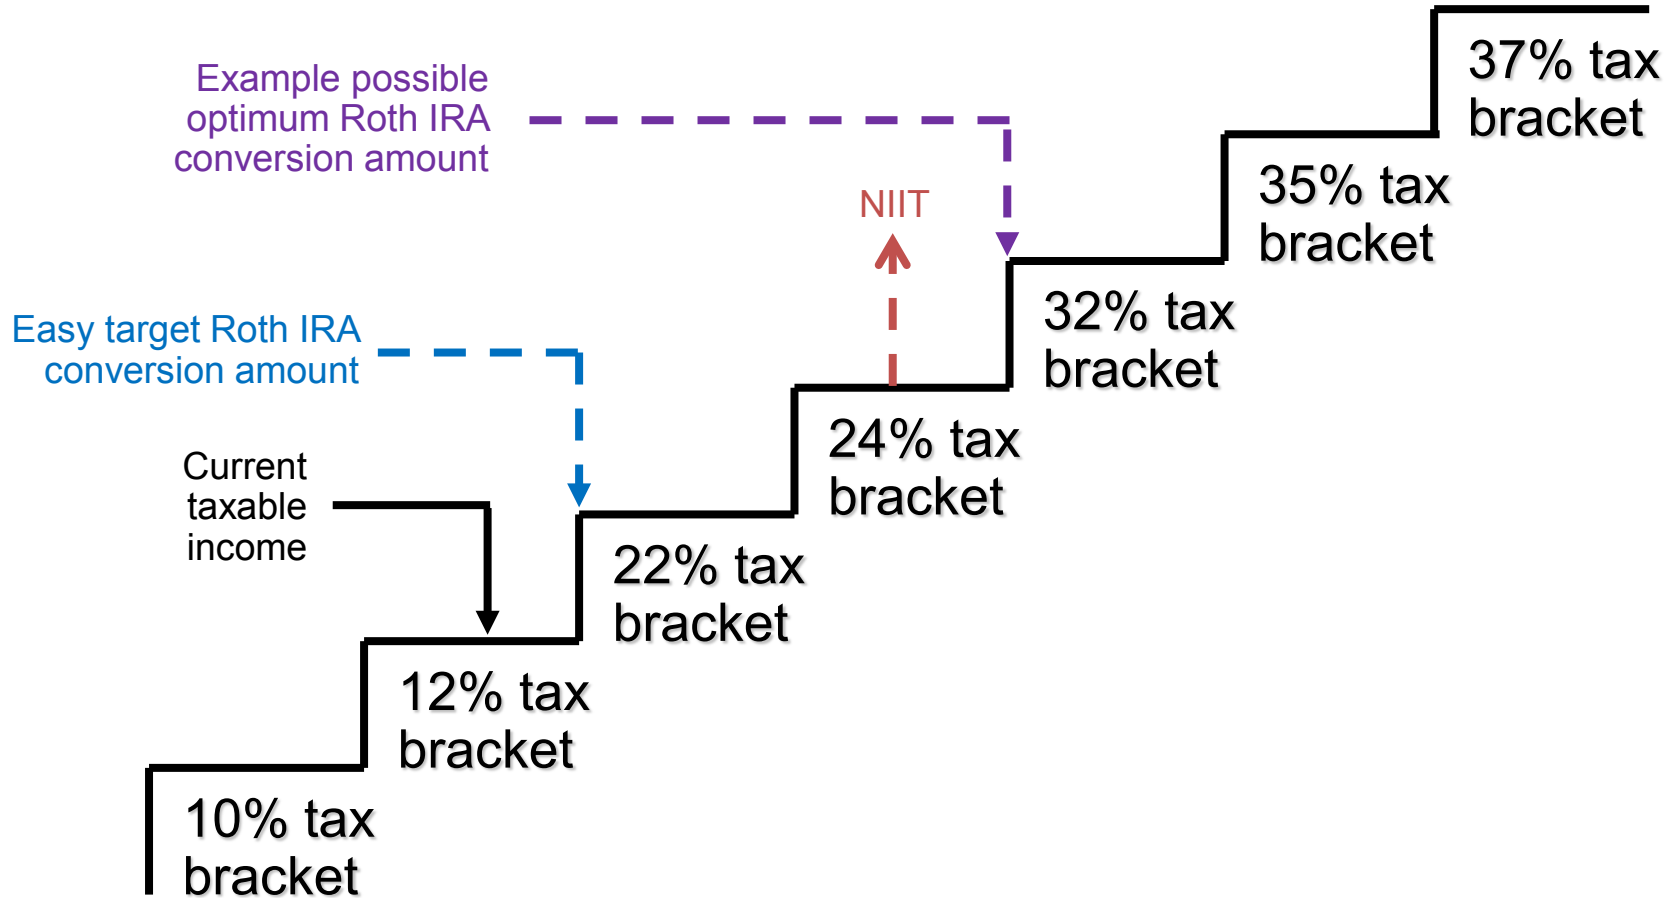 37% tax
bracket
Example possible
optimum Roth IRA
conversion amount
35% tax
bracket
NIIT
32% tax
bracket
Easy target Roth IRA
conversion amount
24% tax
bracket
Current
taxable
income
22% tax
bracket
12% tax
bracket
10% tax
bracket